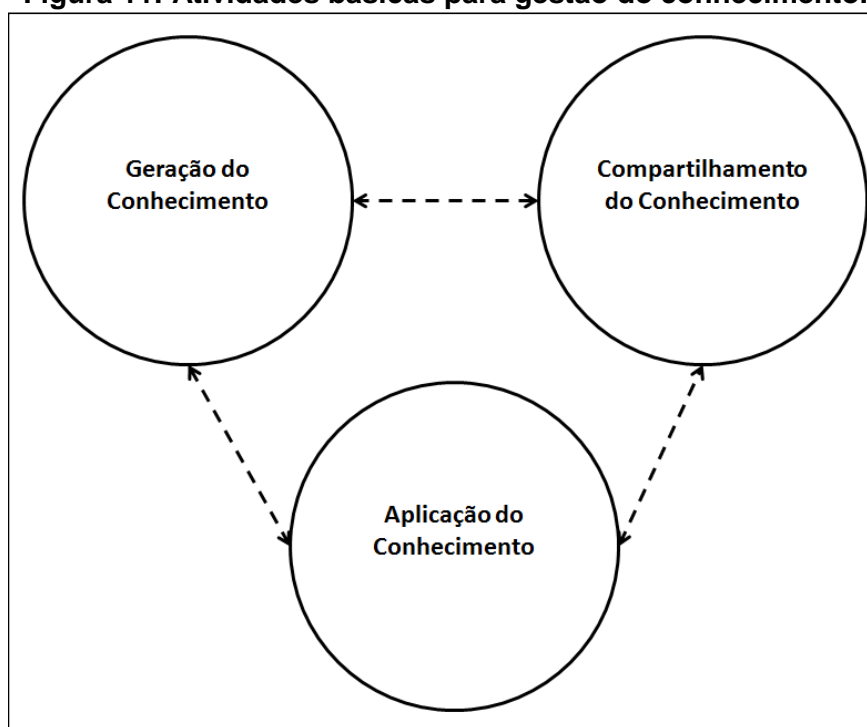 Figura 11: Atividades básicas para gestão do conhecimento.
Geração do
Conhecimento
Compartilhamento
do Conhecimento
Aplicação do
Conhecimento